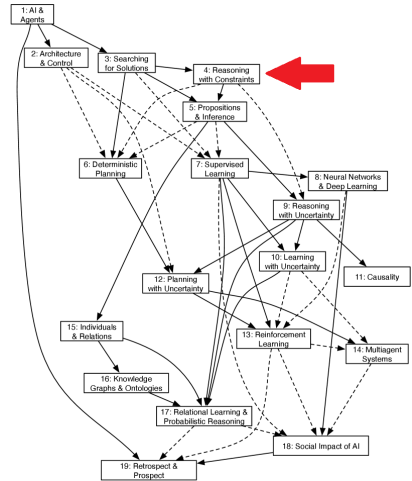 1: AI &
Agents
2: Architecture
& Control
3: Searching
for Solutions
4: Reasoning
with Constraints
5: Propositions
& Inference
6: Deterministic
Planning
7: Supervised
Learning
8: Neural Networks
& Deep Learning
9: Reasoning
with Uncertainty
10: Learning
with Uncertainty
11: Causality
12: Planning
with Uncertainty
13: Reinforcement
Learning
14: Multiagent
Systems
15: Individuals
& Relations
16: Knowledge
Graphs & Ontologies
17: Relational Learning &
Probabilistic Reasoning
18: Social Impact of AI
19: Retrospect &
Prospect